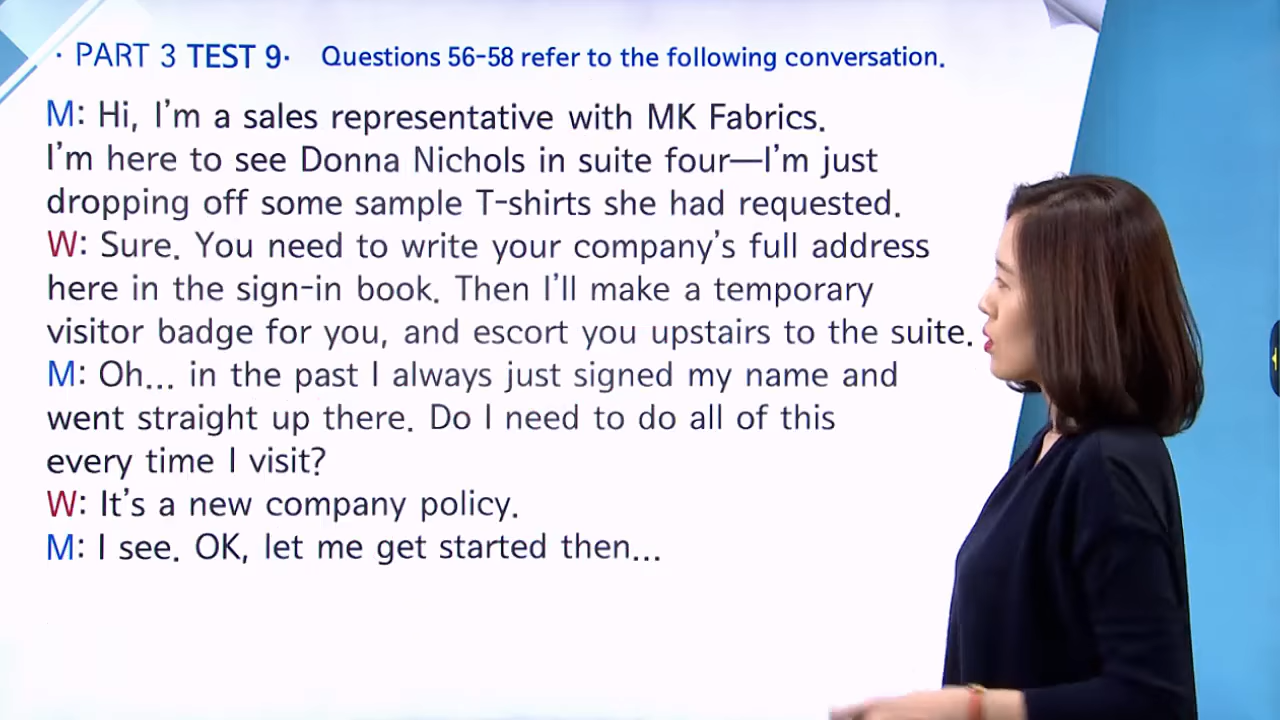 · PART 3 TEST 9· Questions 56-58 refer to the following conversation.
M: Hi, I'm a sales representative with MK Fabrics.
I'm here to see Donna Nichols in suite four—I'm just
dropping off some sample T-shirts she had requested.
W: Sure. You need to write your company's full address
here in the sign-in book. Then I'll make a temporary
visitor badge for you, and escort you upstairs to the suite.
M: Oh... in the past I always just signed my name and
went straight up there. Do I need to do all of this
every time I visit?
W: It's a new company policy.
M: I see. OK, let me get started then...